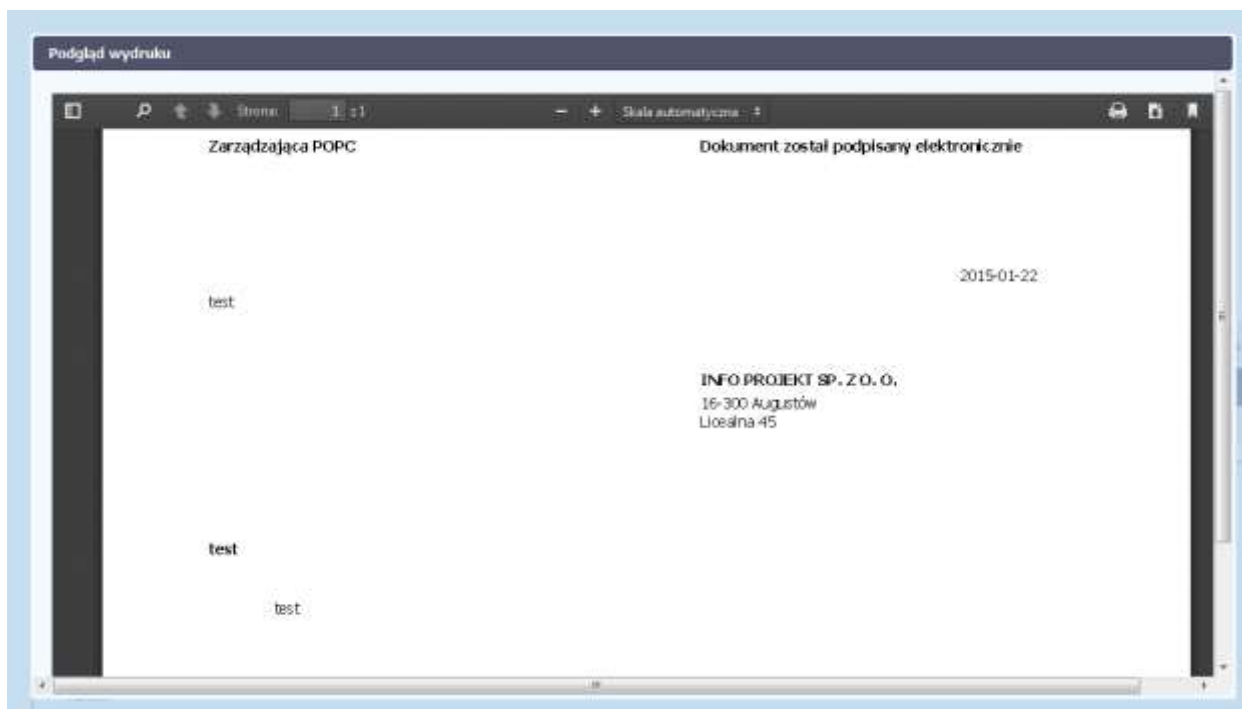 Podgląd wydruku
Strona: 1 z 1 Skala automatyczna
Zarządzająca POPC Dokument został podpisany elektronicznie
2015-01-22
test
INFO PROJEKT SP. Z O. O.
16-300 Augustów
Licealna 45
test
test